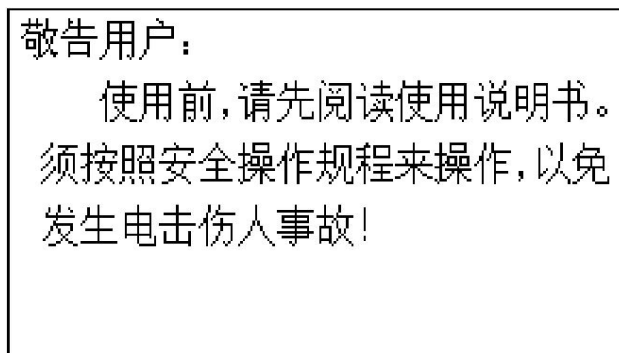 敬告用户：
使用前,请先阅读使用说明书。
须按照安全操作规程来操作,以免
发生电击伤人事故!